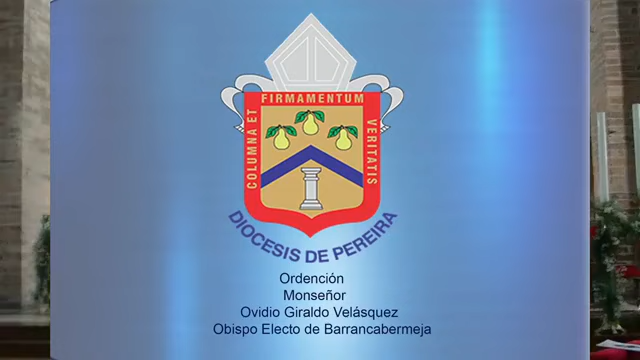 COLUMNA ET FIRMAMENTUM VERITATIS
DIOCESIS DE PEREIRA
Ordención
Monseñor
Ovidio Giraldo Velásquez
Obispo Electo de Barrancabermeja